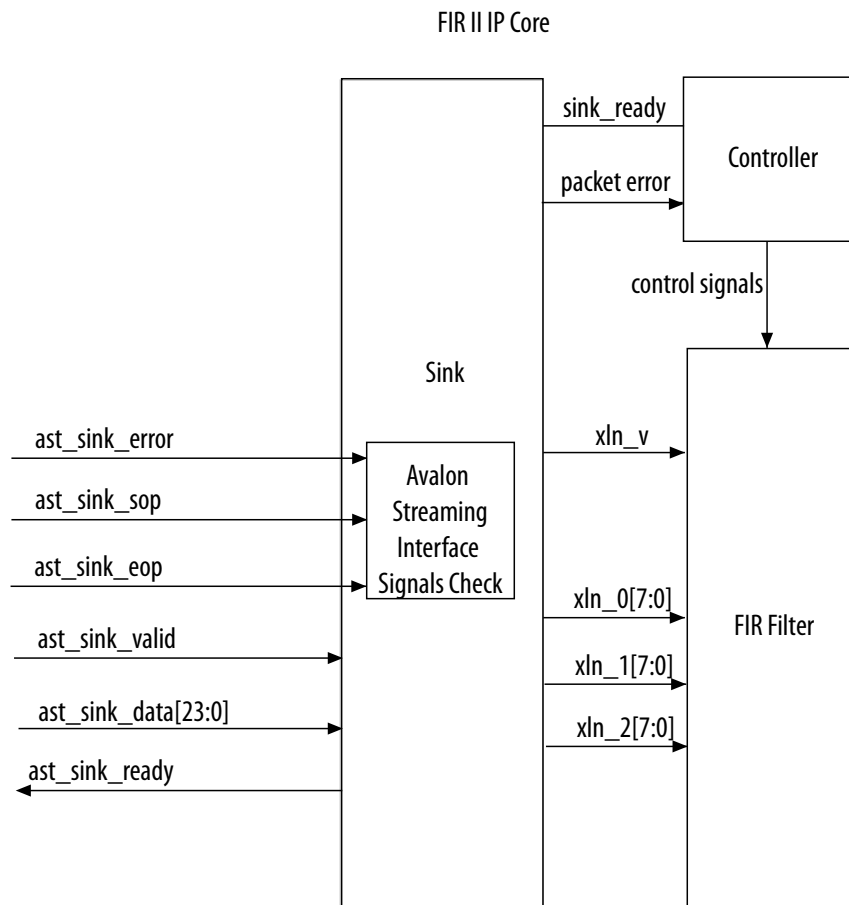 FIR II IP Core
sink_ready
Controller
packet error
control signals
Sink
ast_sink_error
xln_v
Avalon
Streaming
Interface
Signals Check
ast_sink_sop
ast_sink_eop
xln_0[7:0]
FIR Filter
ast_sink_valid
xln_1[7:0]
ast_sink_data[23:0]
xln_2[7:0]
ast_sink_ready